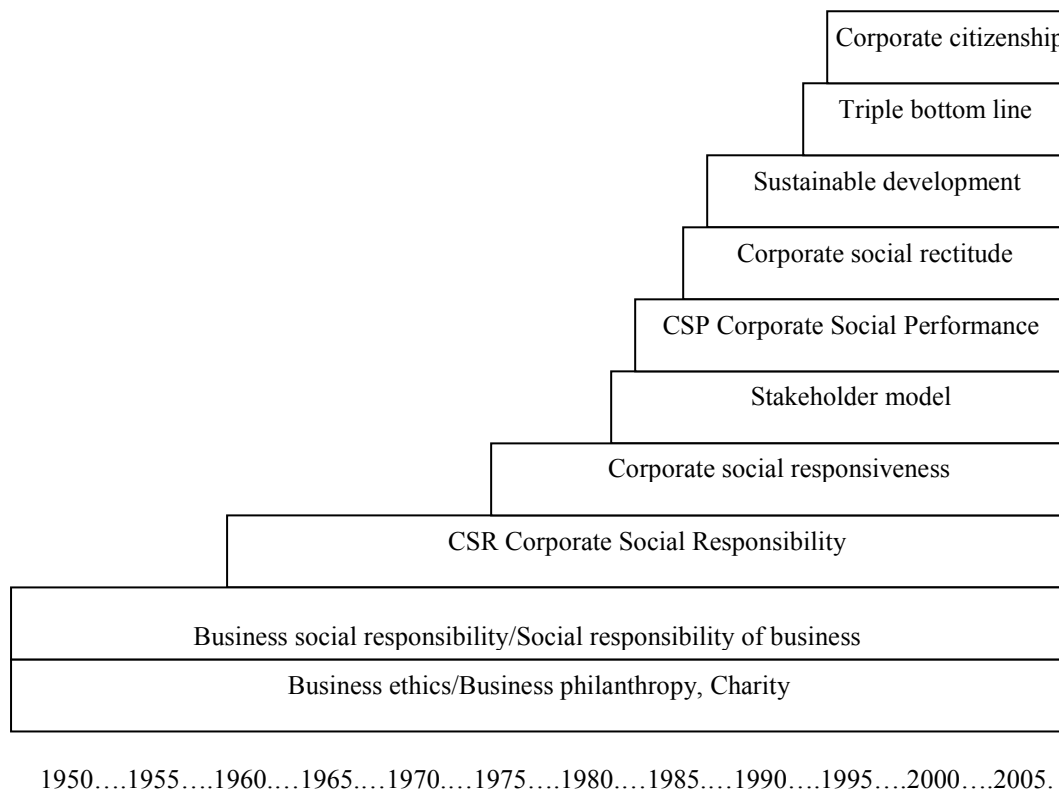 Corporate citizenship
Triple bottom line
Sustainable development
Corporate social rectitude
CSP Corporate Social Performance
Stakeholder model
Corporate social responsiveness
CSR Corporate Social Responsibility
Business social responsibility/Social responsibility of business
Business ethics/Business philanthropy, Charity
1950….1955….1960.…1965.…1970.…1975….1980.…1985.…1990.…1995….2000….2005.